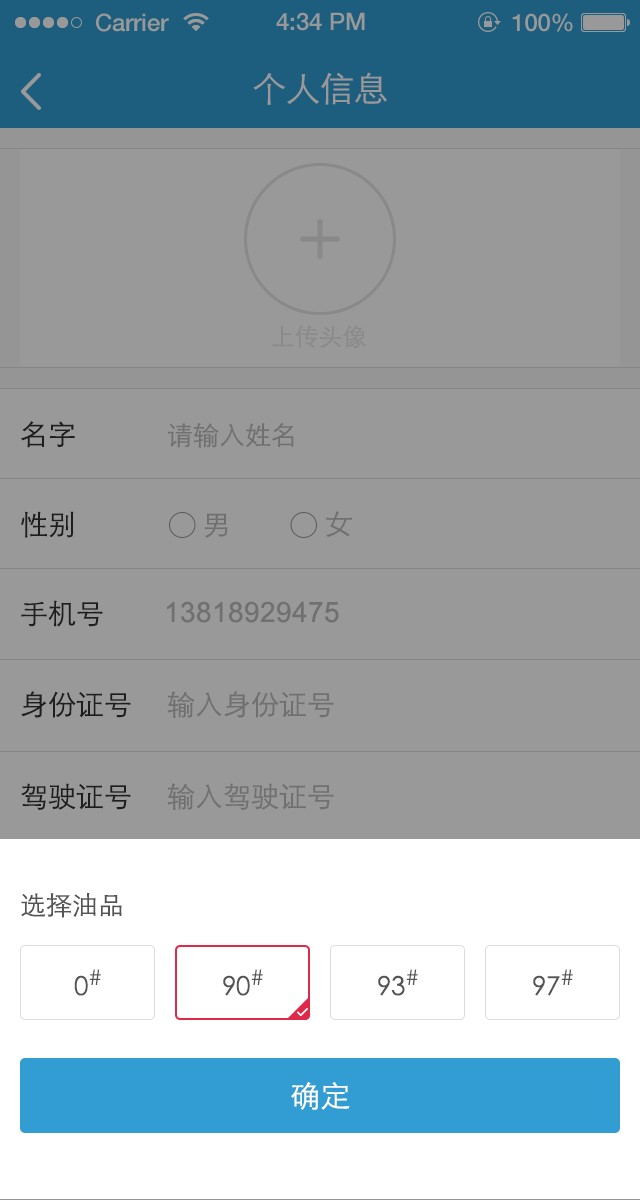 Carrier 4:34 PM 100%
个人信息
上传头像
名字 请输入姓名
性别 男 女
手机号 13818929475
身份证号 输入身份证号
驾驶证号 输入驾驶证号
选择油品
0# 90# 93# 97#
确定